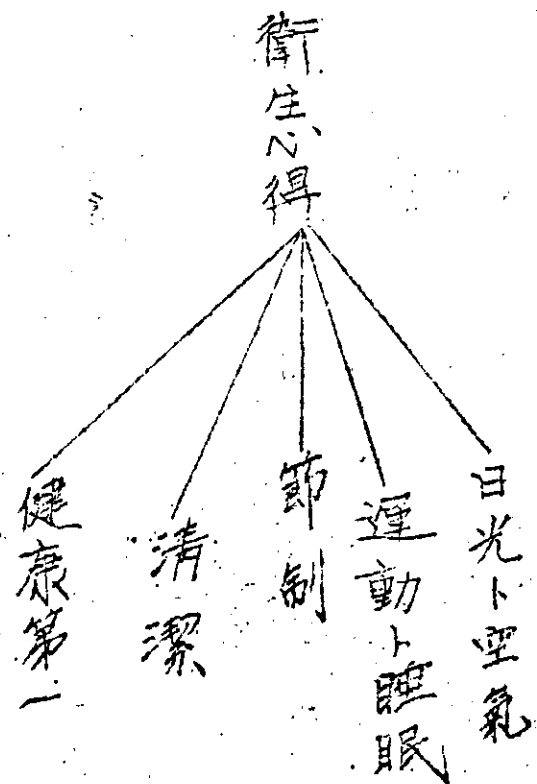 衛生心得
日光ト空氣
運動ト睡眠
節制
清潔
健康第一